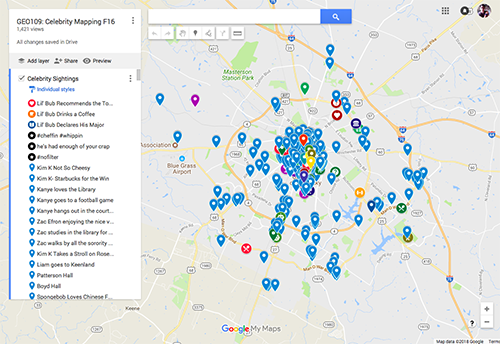 GEO109: Celebrity Mapping F16
1,421 views
All changes saved in Drive
Add layer
Share
Preview
Celebrity Sightings
Individual styles
Lil' BUB Recommends the To...
Lil' BUB Drinks a Coffee
Lil' BUB Declares His Major
#cheffin #whippin
he's had enough of your crap
#nofilter
Kim K Not So Cheesy
Kim K- Starbucks for the Win
Kanye loves the Library
Kanye goes to a football game
Kanye hangs out in the court...
Zac Efron enjoying the nice v...
Zac studies in the library for ...
Zac walks by all the sorority ...
Kim K Takes a Stroll on Rose...
Liam goes to Keenland
Patterson Hall
Boyd Hall
Spongebob Loves Chinese F...
Masterson
Station Park
Blue Grass
Airport
Keene
Google My Maps
Map data ©2018 Google
Terms